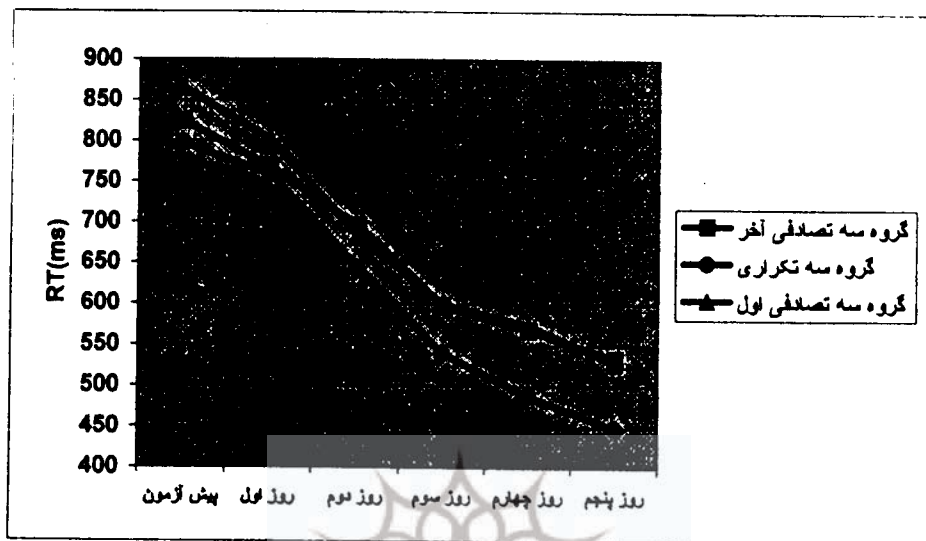 900
850
800
750
700
650
600
550
500
450
400
RT(ms)
پیش آزمون روز اول روز دوم روز سوم روز چهارم روز پنجم
گروه سه تصادفی آخر
گروه سه تکراری
گروه سه تصادفی اول